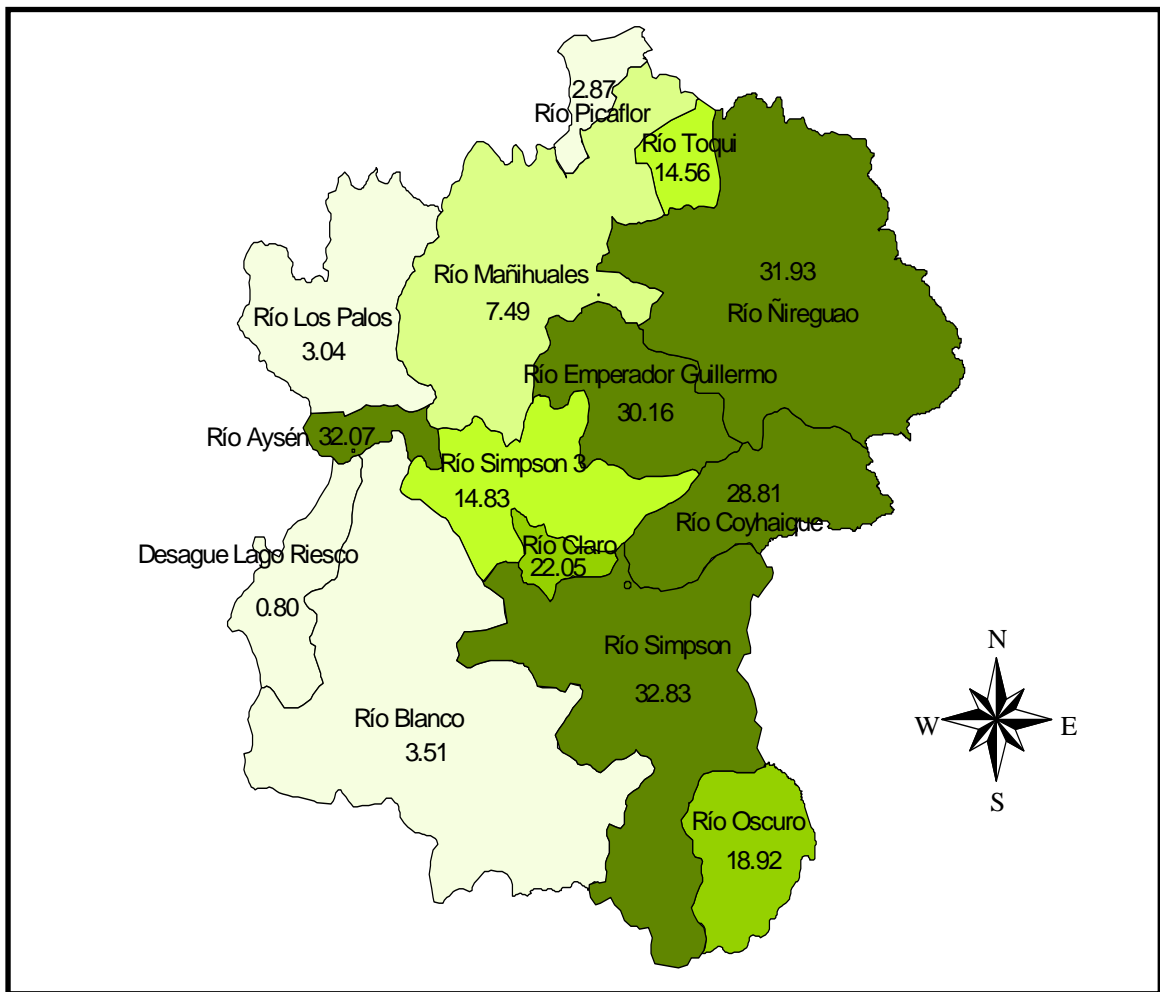 2.87
Río Picaflor
Río Toqui
14.56
Río Mañihuales
7.49
31.93
Río Ñireguao
Río Los Palos
3.04
Río Emperador Guillermo
30.16
Río Aysén 32.07
Río Simpson 3
14.83
28.81
Río Coyhaique
Río Claro
22.05
Desague Lago Riesco
0.80
Río Simpson
32.83
Río Blanco
3.51
Río Oscuro
18.92
N
W E
S